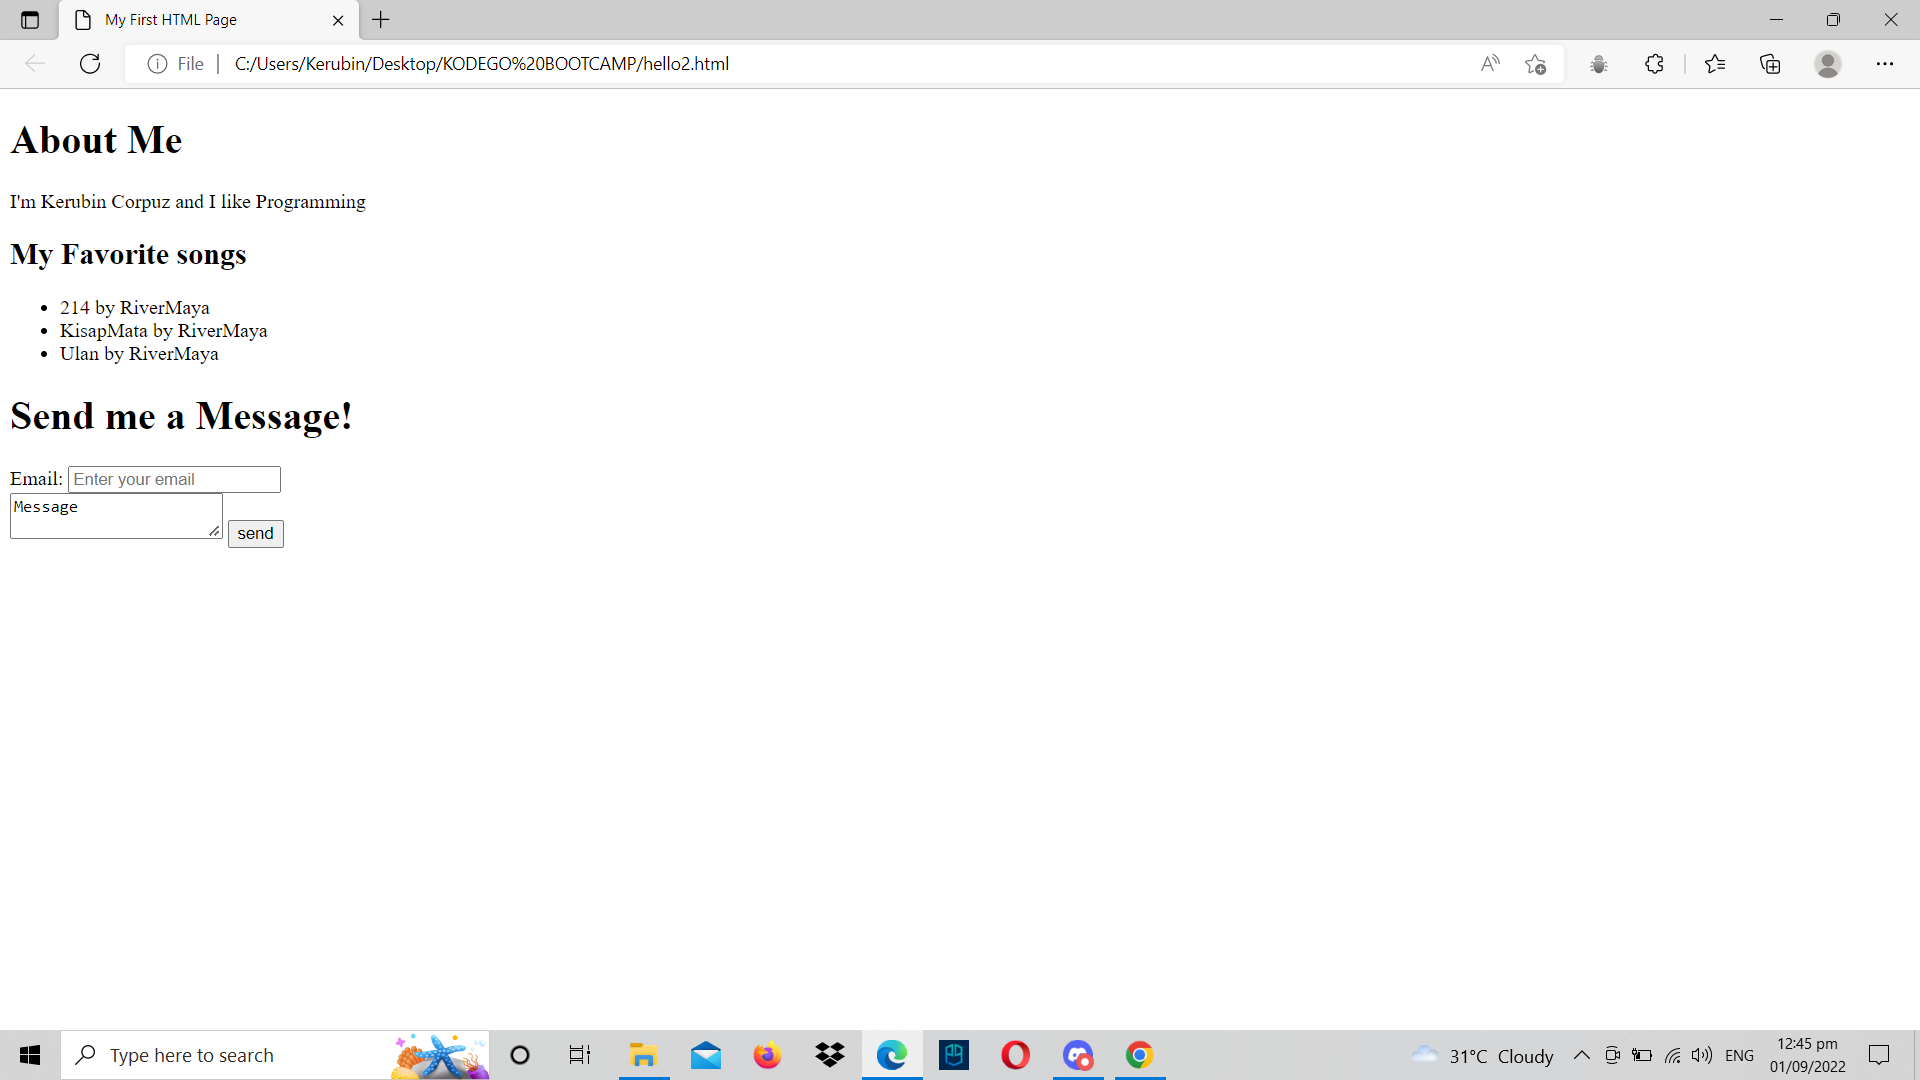 My First HTML Page
File
C:/Users/Kerubin/Desktop/KODEGO%20BOOTCAMP/hello2.html
About Me
I'm Kerubin Corpuz and I like Programming
My Favorite songs
214 by RiverMaya
KisapMata by RiverMaya
Ulan by RiverMaya
Send me a Message!
Email: Enter your email
Message
send
Type here to search
31°C Cloudy
ENG
12:45 pm
01/09/2022